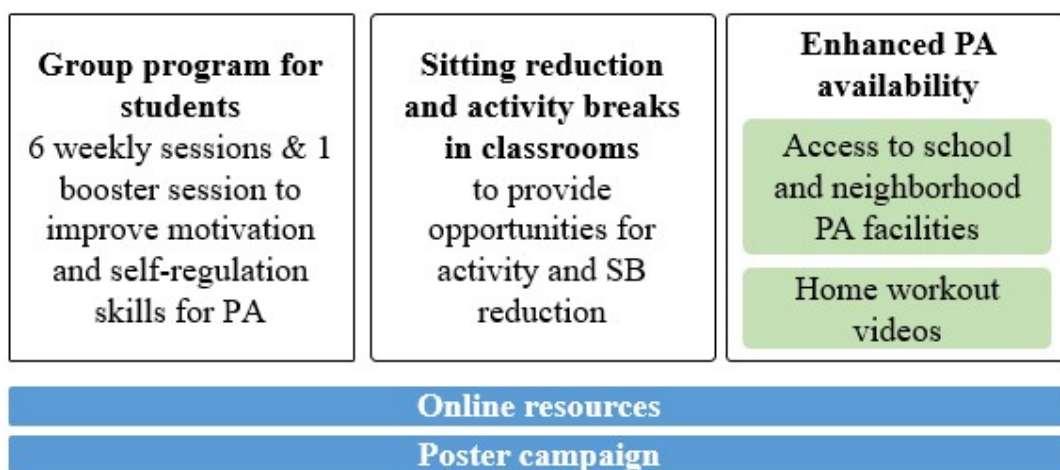 Group program for
students
6 weekly sessions & 1
booster session to
improve motivation
and self-regulation
skills for PA
Sitting reduction
and activity breaks
in classrooms
to provide
opportunities for
activity and SB
reduction
Enhanced PA
availability
Access to school
and neighborhood
PA facilities
Home workout
videos
Online resources
Poster campaign